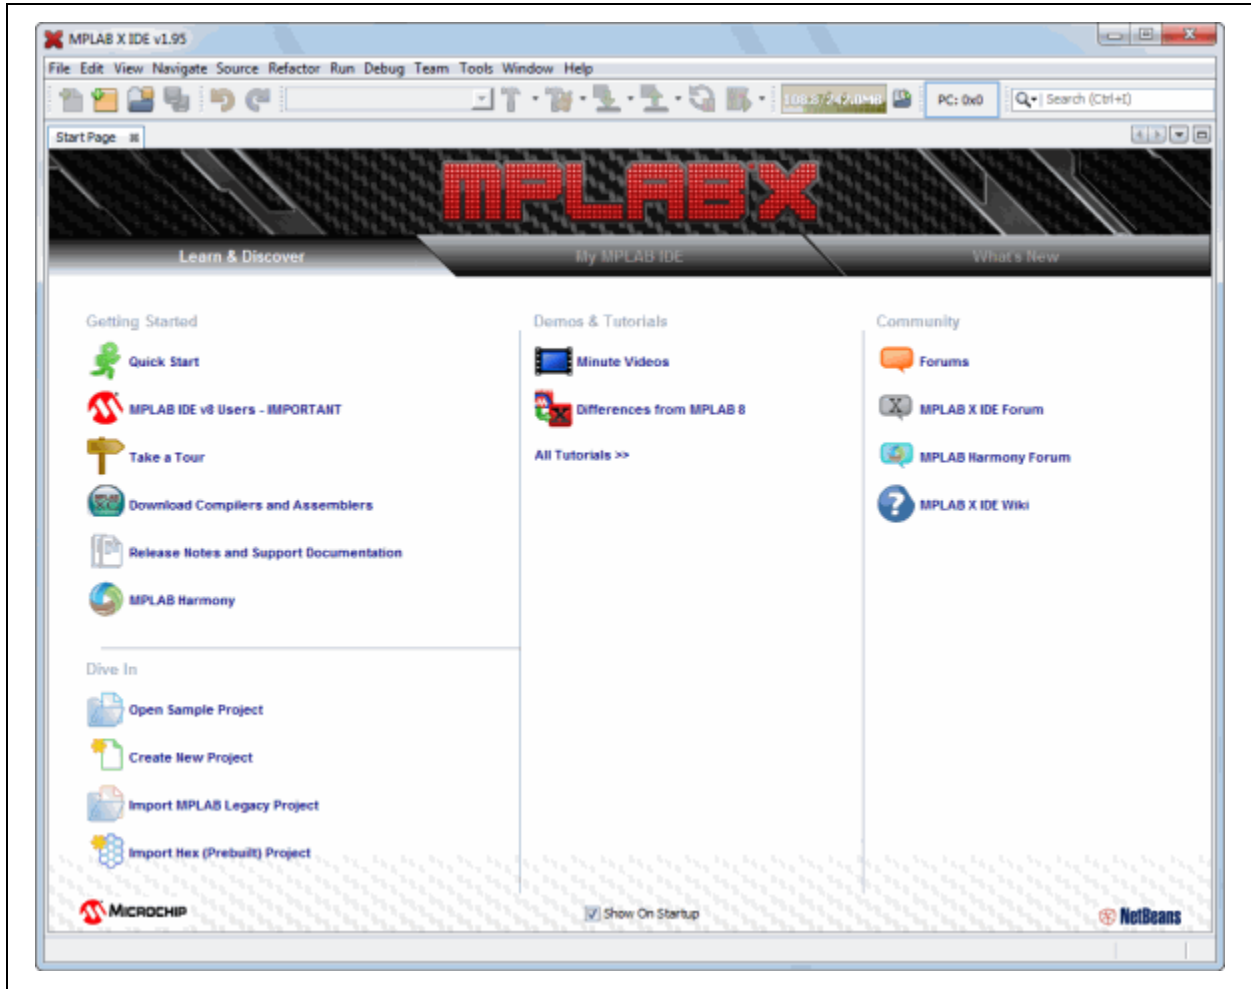 MPLAB X IDE v1.95
File Edit View Navigate Source Refactor Run Debug Team Tools Window Help
PC: 0x0
Search (Ctrl+I)
Start Page
MPLAB X
Learn & Discover
My MPLAB IDE
What's New
Getting Started
Quick Start
MPLAB IDE v8 Users - IMPORTANT
Take a Tour
Download Compilers and Assemblers
Release Notes and Support Documentation
MPLAB Harmony
Dive In
Open Sample Project
Create New Project
Import MPLAB Legacy Project
Import Hex (Prebuilt) Project
Demos & Tutorials
Minute Videos
Differences from MPLAB 8
All Tutorials >>
Community
Forums
MPLAB X IDE Forum
MPLAB Harmony Forum
MPLAB X IDE Wiki
MICROCHIP
Show On Startup
NetBeans